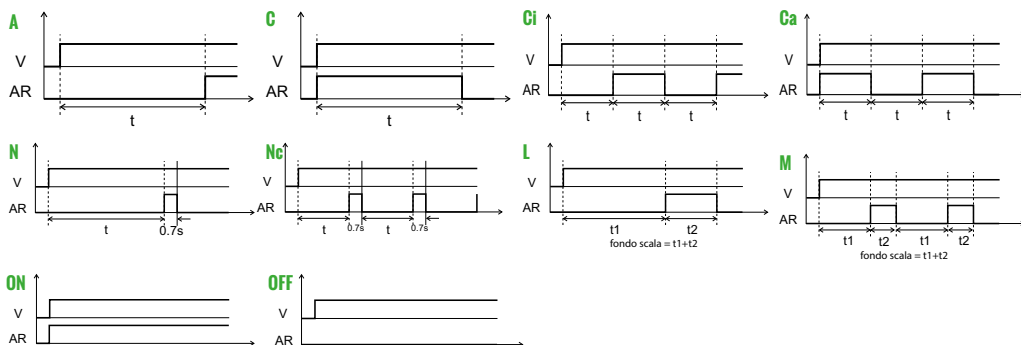 A
V
AR
t
C
V
AR
t
Ci
V
AR
t t t
Ca
V
AR
t t t
N
V
AR
t 0.7s
Nc
V
AR
t 0.7s t 0.7s
L
V
AR
t1 t2
fondo scala = t1+t2
M
V
AR
t1 t2 t1 t2
fondo scala = t1+t2
ON
V
AR
OFF
V
AR